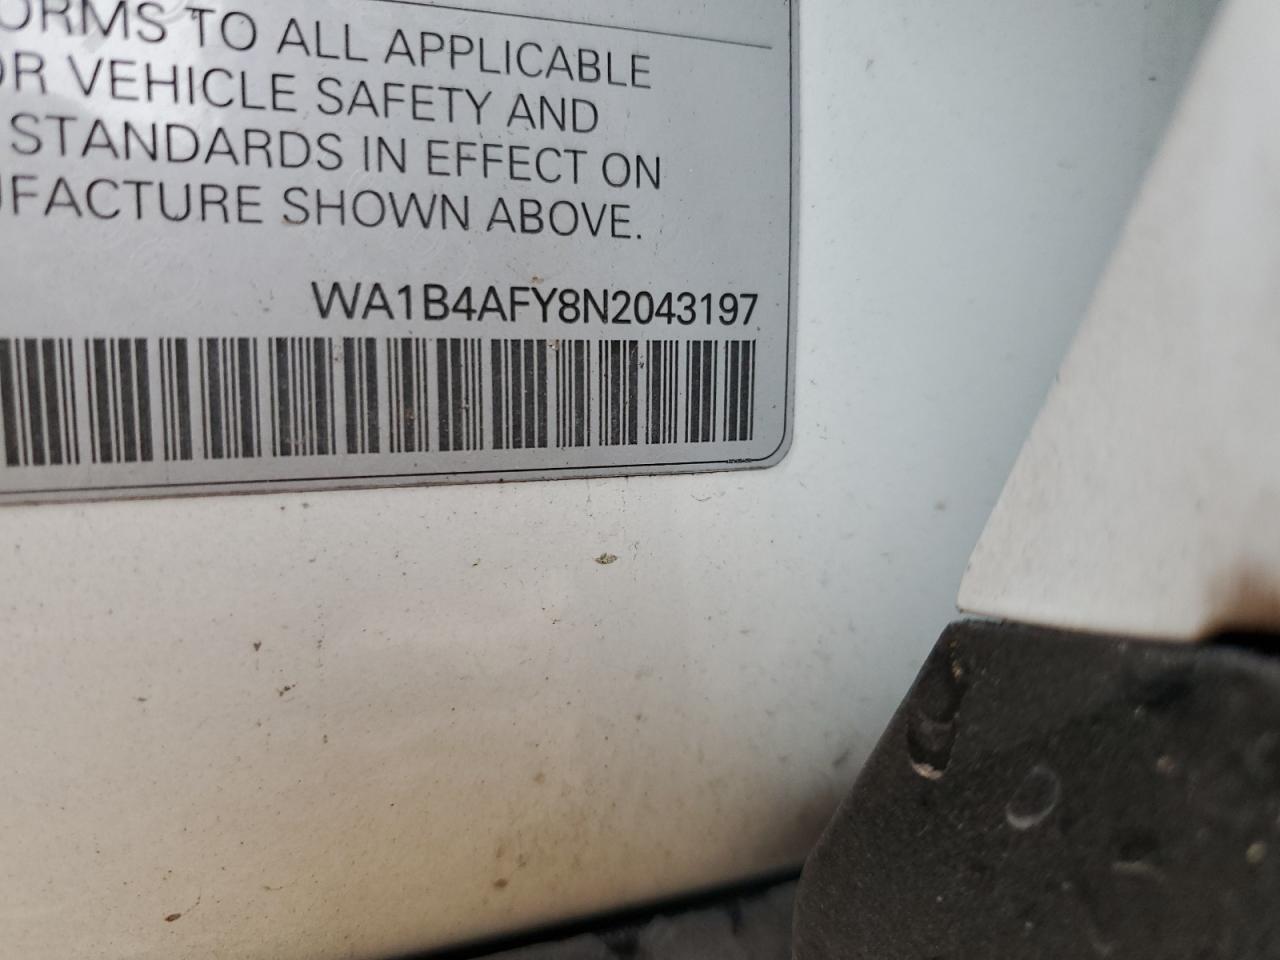 ORMS TO ALL APPLICABLE
OR VEHICLE SAFETY AND
STANDARDS IN EFFECT ON
UFACTURE SHOWN ABOVE.
WA1B4AFY8N2043197